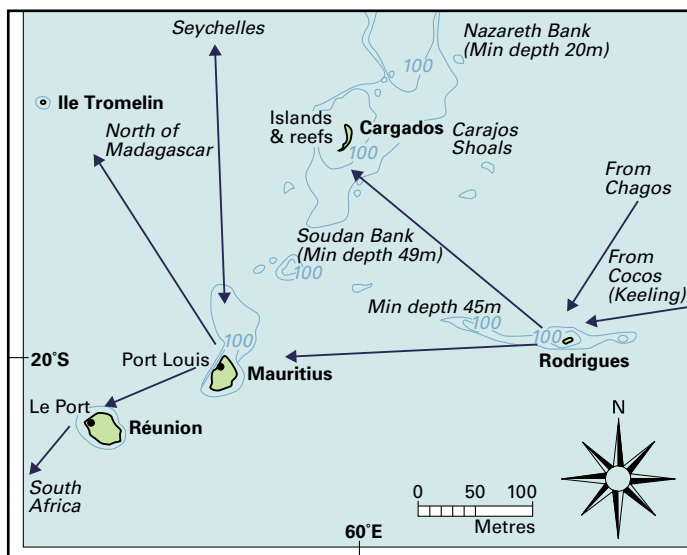 Seychelles
Nazareth Bank
(Min depth 20m)
100
Ile Tromelin
North of
Madagascar
Islands
& reefs
Cargados
Carajos
Shoals
100
From
Chagos
Soudan Bank
(Min depth 49m)
100
From
Cocos
(Keeling)
Min depth 45m
100
100
100
20°S
Port Louis
Mauritius
Rodrigues
Le Port
Réunion
N
South
Africa
0 50 100
Metres
60°E